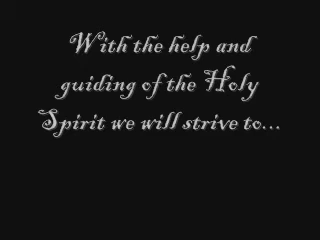 With the help and
guiding of the Holy
Spirit we will strive to...